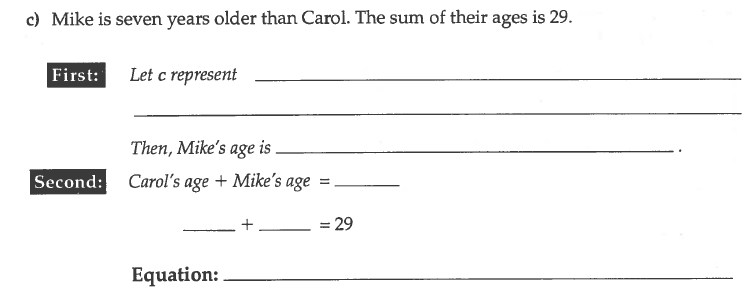 c) Mike is seven years older than Carol. The sum of their ages is 29.
First: Let c represent
Then, Mike's age is .
Second: Carol's age + Mike's age =
+ = 29
Equation: